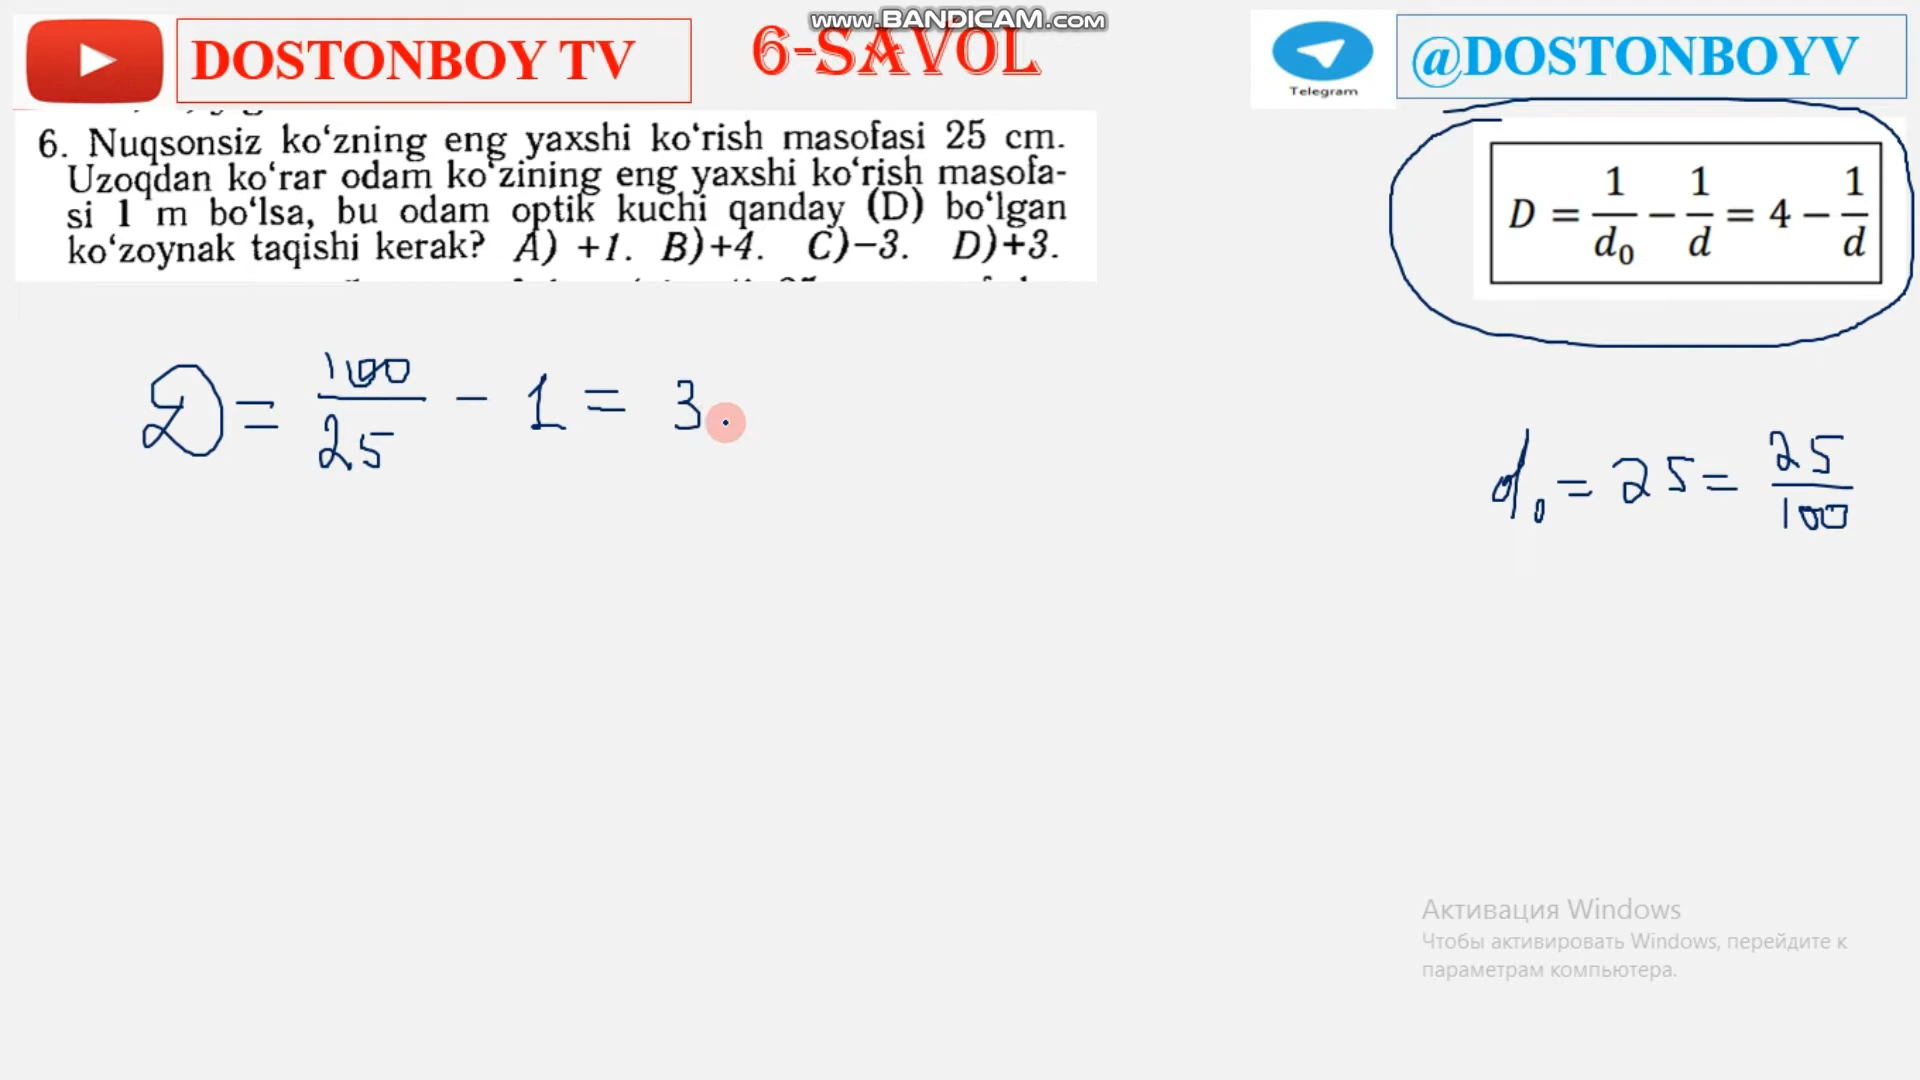 www.BANDICAM.com
DOSTONBOY TV
6-SAVOL
Telegram
@DOSTONBOYV
6. Nuqsonsiz ko‘zning eng yaxshi ko‘rish masofasi 25 cm.
Uzoqdan ko‘rar odam ko‘zining eng yaxshi ko‘rish masofa-
si 1 m bo‘lsa, bu odam optik kuchi qanday (D) bo‘lgan
ko‘zoynak taqishi kerak? A) +1. B)+4. C)−3. D)+3.
D = 1/d₀ − 1/d = 4 − 1/d
D = 100/25 − 1 = 3
d₀ = 25 = 25/100
Активация Windows
Чтобы активировать Windows, перейдите к
параметрам компьютера.